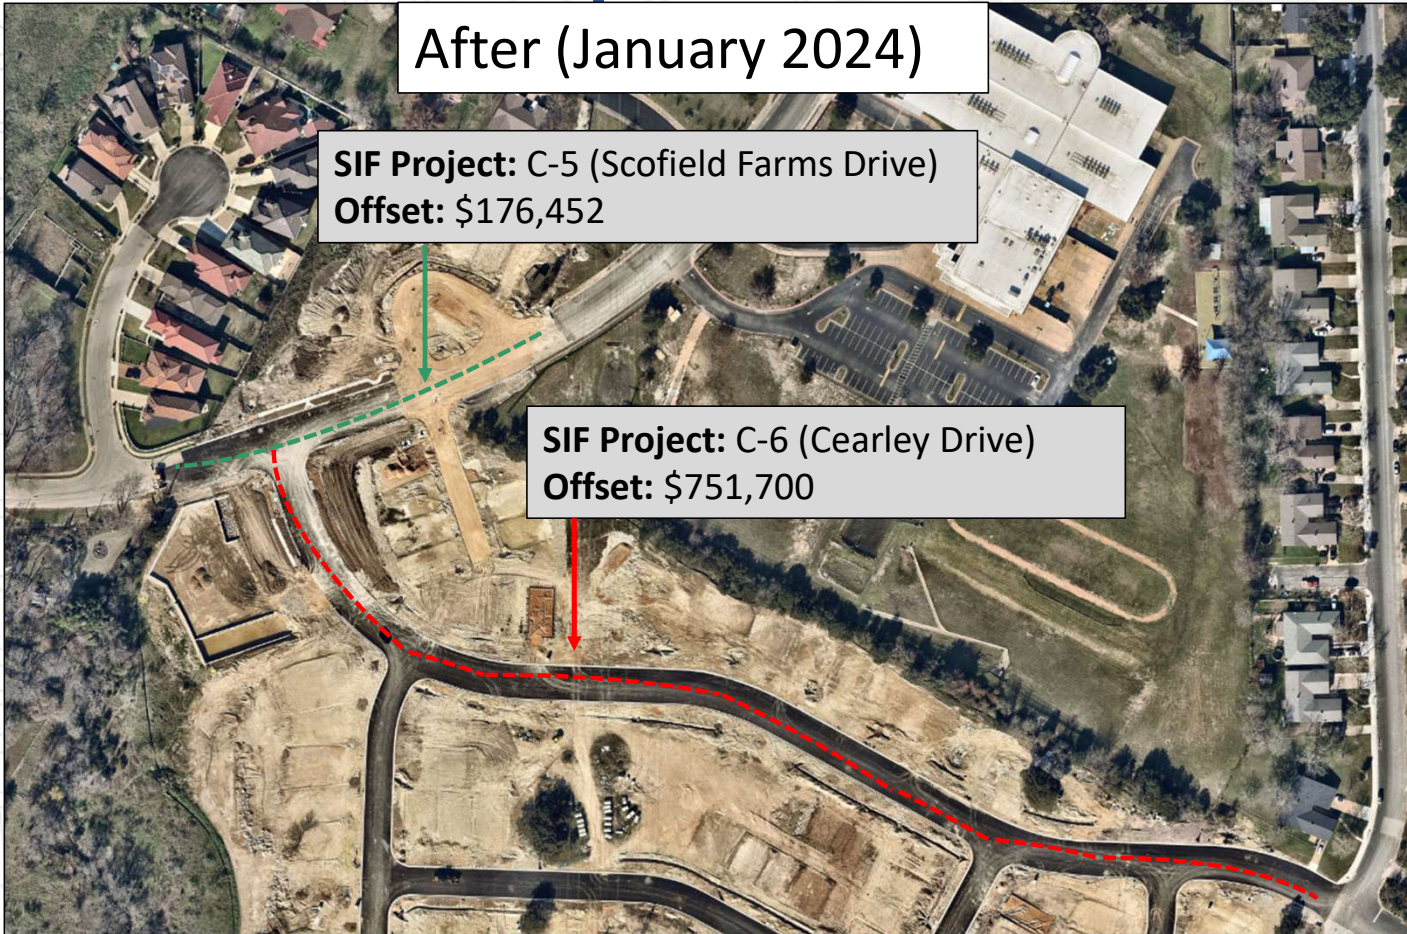 After (January 2024)
SIF Project: C-5 (Scofield Farms Drive)
Offset: $176,452
SIF Project: C-6 (Cearley Drive)
Offset: $751,700